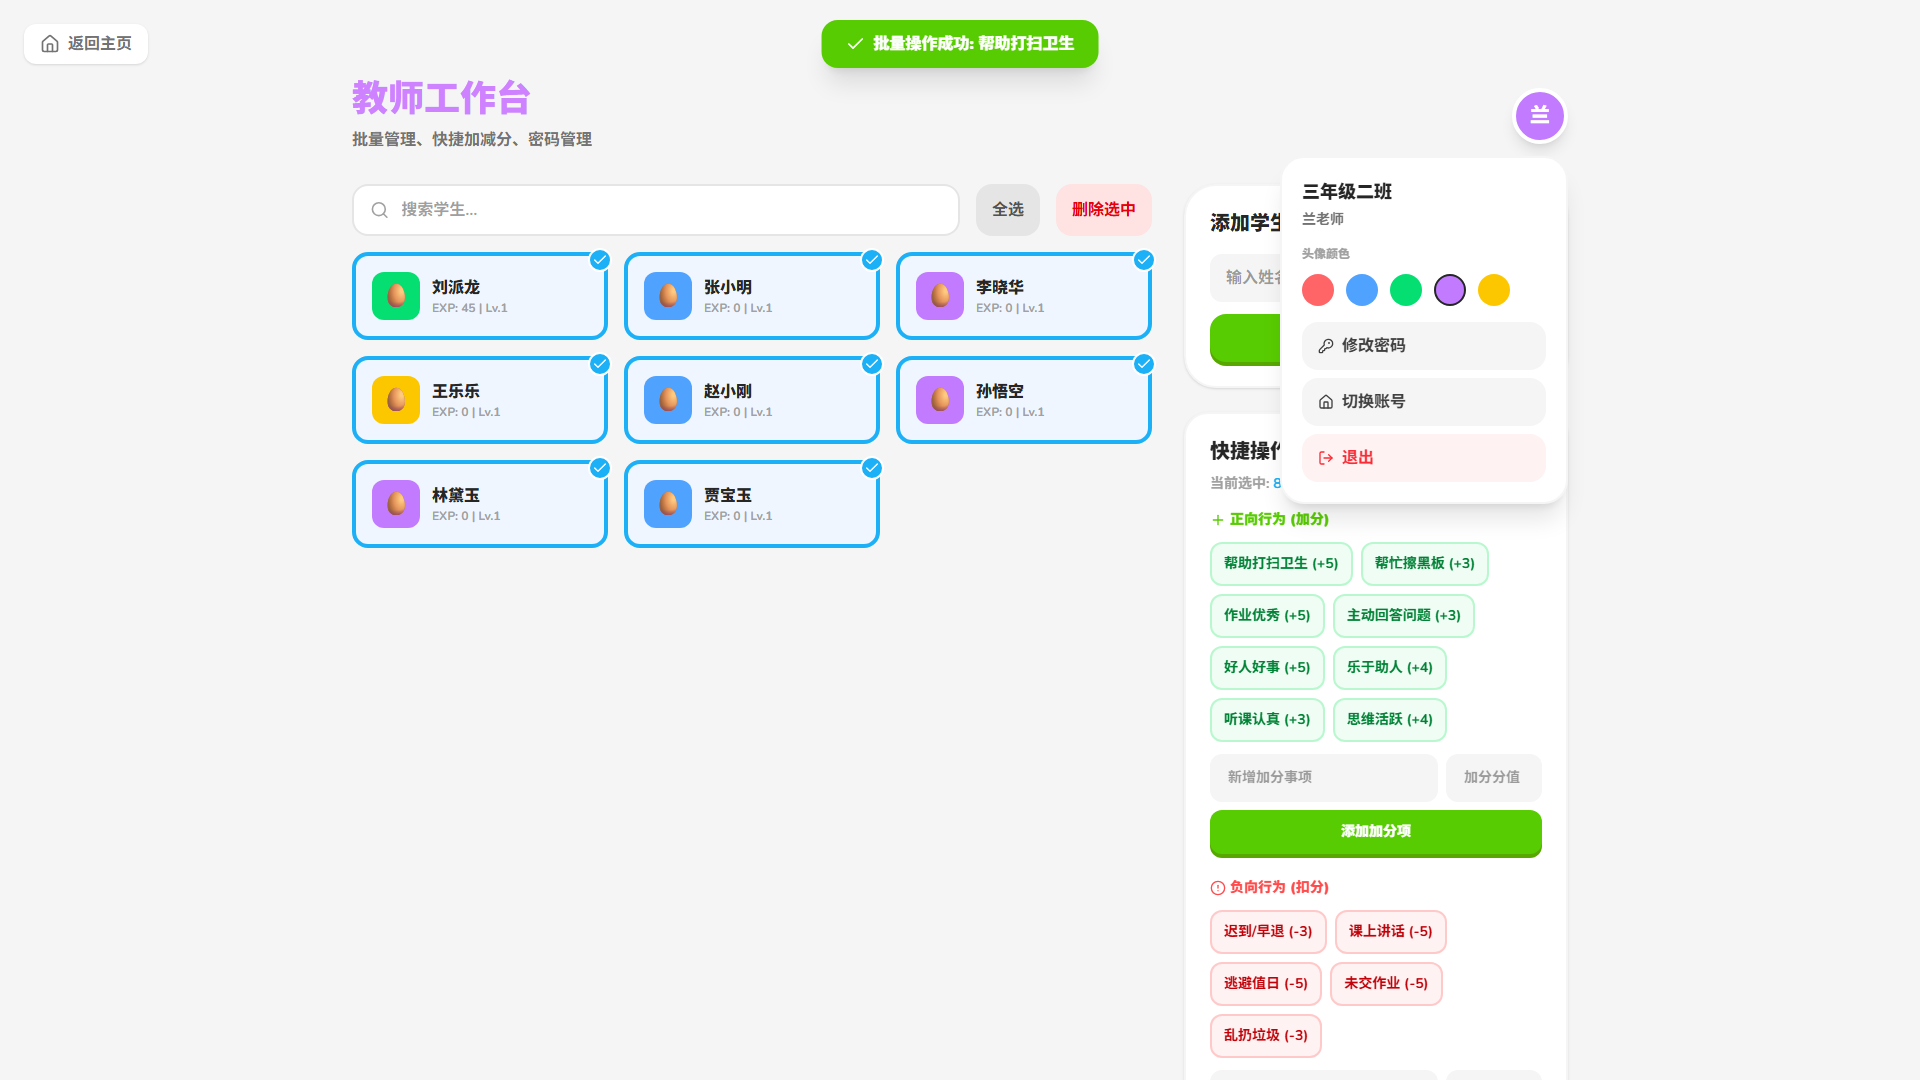 返回主页
批量操作成功: 帮助打扫卫生
教师工作台
批量管理、快捷加减分、密码管理
兰
搜索学生...
全选
删除选中
刘派龙
EXP: 45 | Lv.1
张小明
EXP: 0 | Lv.1
李晓华
EXP: 0 | Lv.1
王乐乐
EXP: 0 | Lv.1
赵小刚
EXP: 0 | Lv.1
孙悟空
EXP: 0 | Lv.1
林黛玉
EXP: 0 | Lv.1
贾宝玉
EXP: 0 | Lv.1
三年级二班
兰老师
头像颜色
修改密码
切换账号
退出
添加学生
输入姓名
快捷操作
当前选中: 8
正向行为 (加分)
帮助打扫卫生 (+5)
帮忙擦黑板 (+3)
作业优秀 (+5)
主动回答问题 (+3)
好人好事 (+5)
乐于助人 (+4)
听课认真 (+3)
思维活跃 (+4)
新增加分事项
加分分值
添加加分项
负向行为 (扣分)
迟到/早退 (-3)
课上讲话 (-5)
逃避值日 (-5)
未交作业 (-5)
乱扔垃圾 (-3)